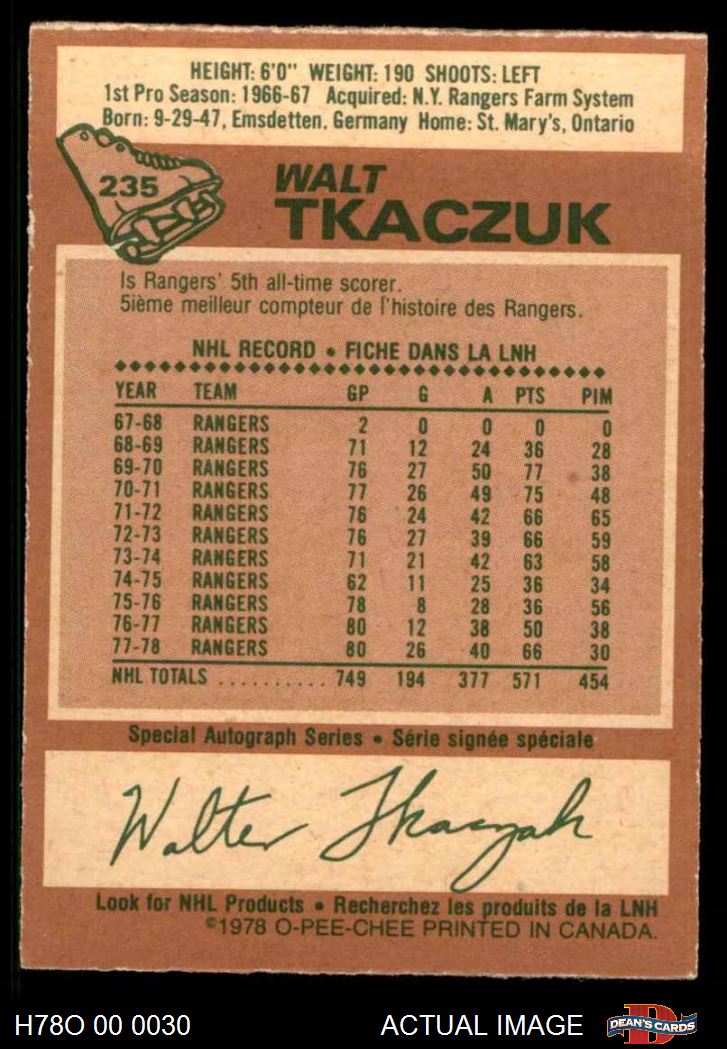 HEIGHT: 6'0" WEIGHT: 190 SHOOTS: LEFT
1st Pro Season: 1966-67 Acquired: N.Y. Rangers Farm System
Born: 9-29-47, Emsdetten, Germany Home: St. Mary's, Ontario
235
WALT
TKACZUK
Is Rangers' 5th all-time scorer.
5ième meilleur compteur de l'histoire des Rangers.
NHL RECORD • FICHE DANS LA LNH
YEAR TEAM GP G A PTS PIM
67-68 RANGERS 2 0 0 0 0
68-69 RANGERS 71 12 24 36 28
69-70 RANGERS 76 27 50 77 38
70-71 RANGERS 77 26 49 75 48
71-72 RANGERS 76 24 42 66 65
72-73 RANGERS 76 27 39 66 59
73-74 RANGERS 71 21 42 63 58
74-75 RANGERS 62 11 25 36 34
75-76 RANGERS 78 8 28 36 56
76-77 RANGERS 80 12 38 50 38
77-78 RANGERS 80 26 40 66 30
NHL TOTALS .......... 749 194 377 571 454
Special Autograph Series • Série signée spéciale
Walter Tkaczuk
Look for NHL Products • Recherchez les produits de la LNH
©1978 O-PEE-CHEE PRINTED IN CANADA.
H78O 00 0030 ACTUAL IMAGE DEAN'S CARDS